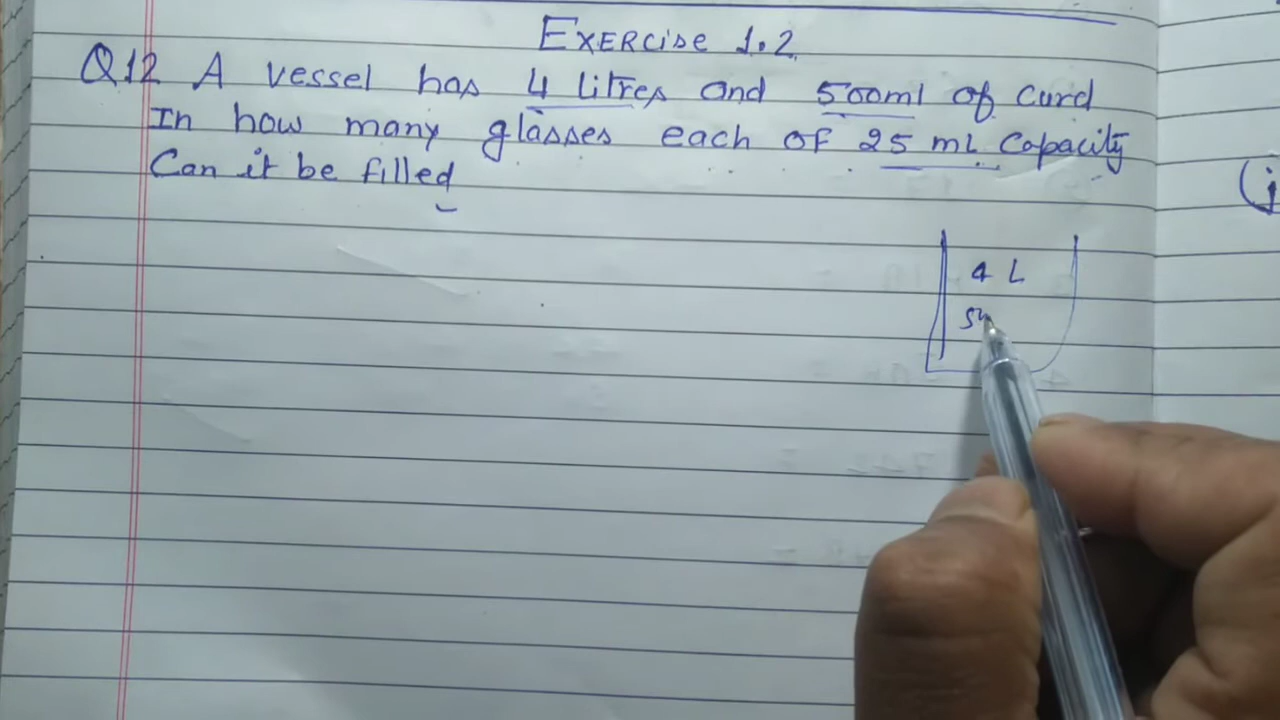 Exercise 1.2
Q12 A vessel has 4 litres and 500ml of curd
In how many glasses each of 25 mL capacity
Can it be filled
(j
4 L